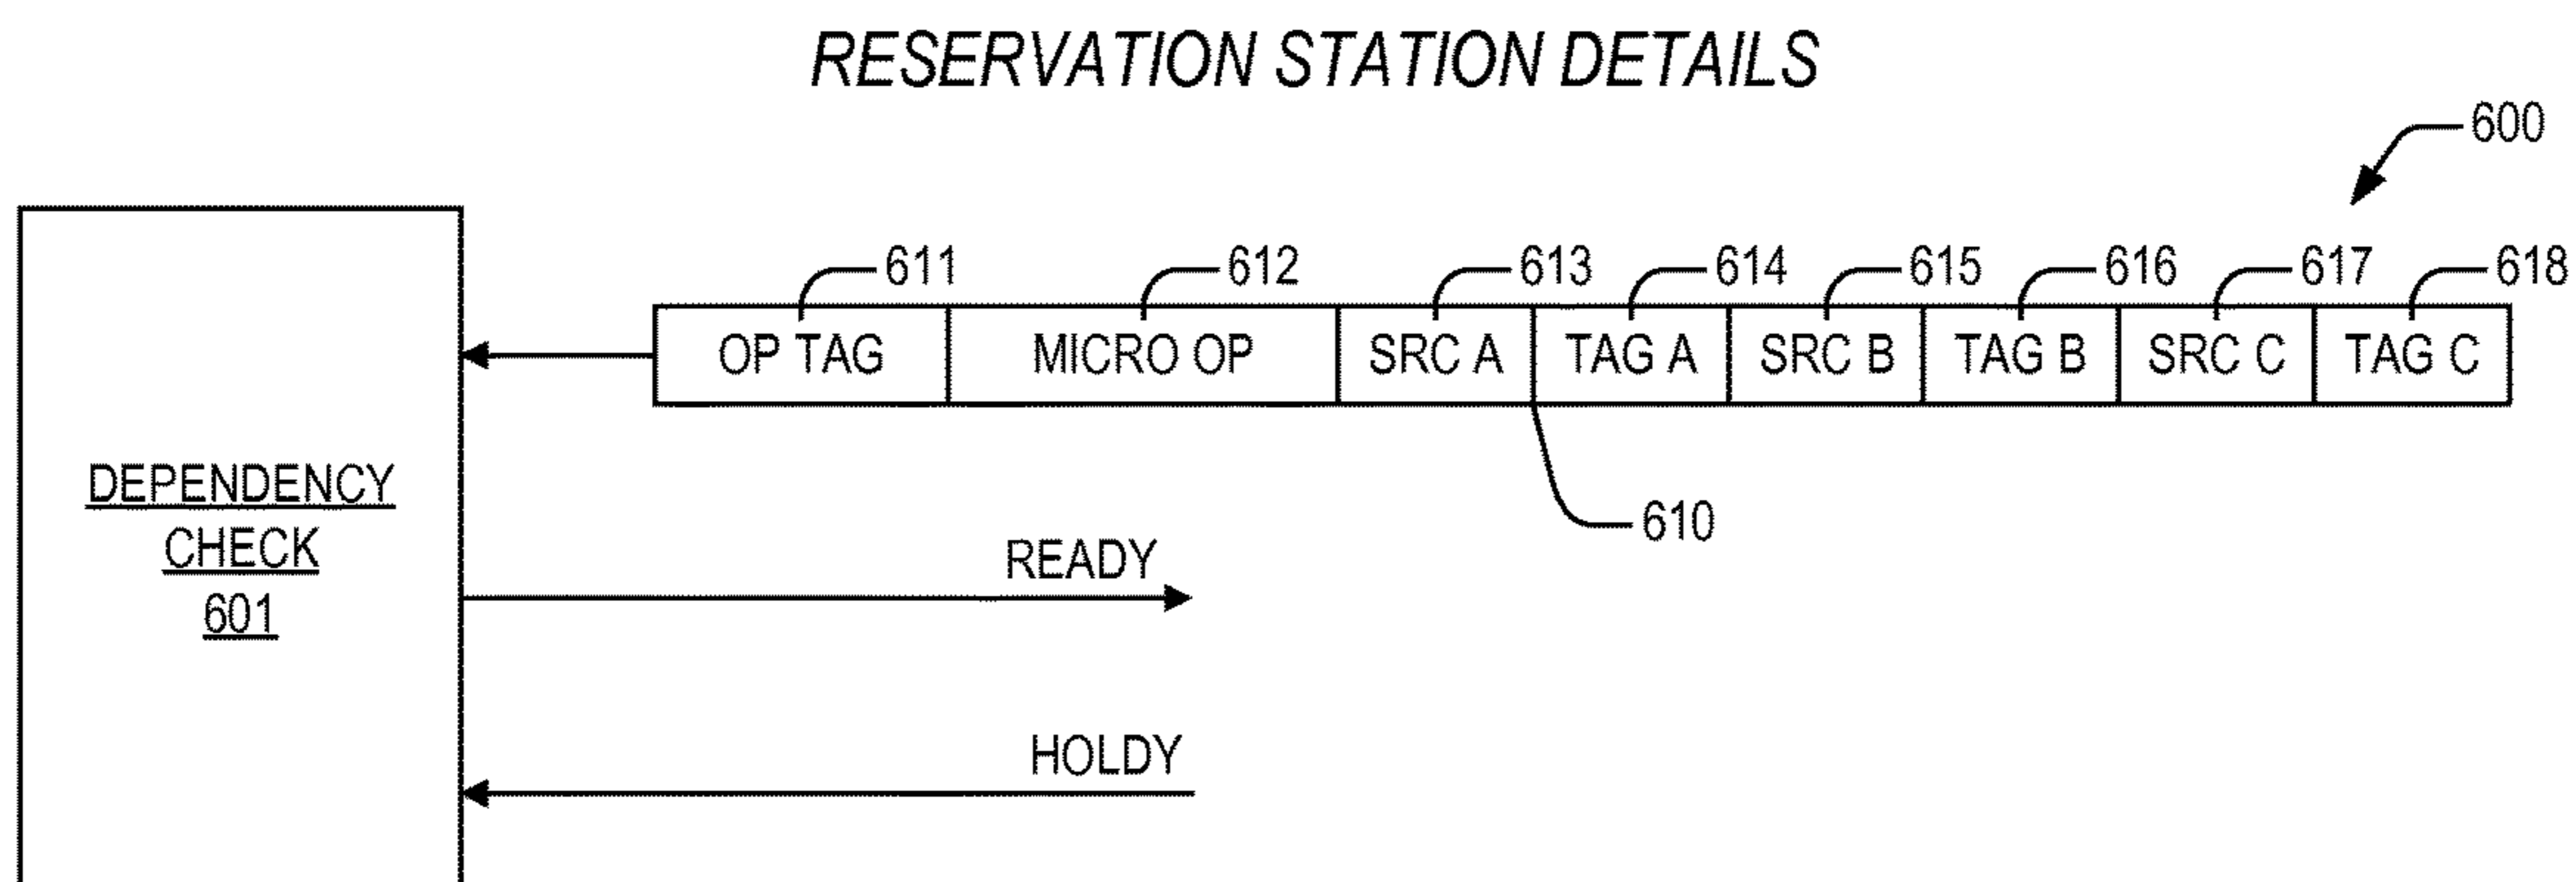 RESERVATION STATION DETAILS
600
611 612 613 614 615 616 617 618
OP TAG MICRO OP SRC A TAG A SRC B TAG B SRC C TAG C
DEPENDENCY
CHECK
601
610
READY
HOLDY